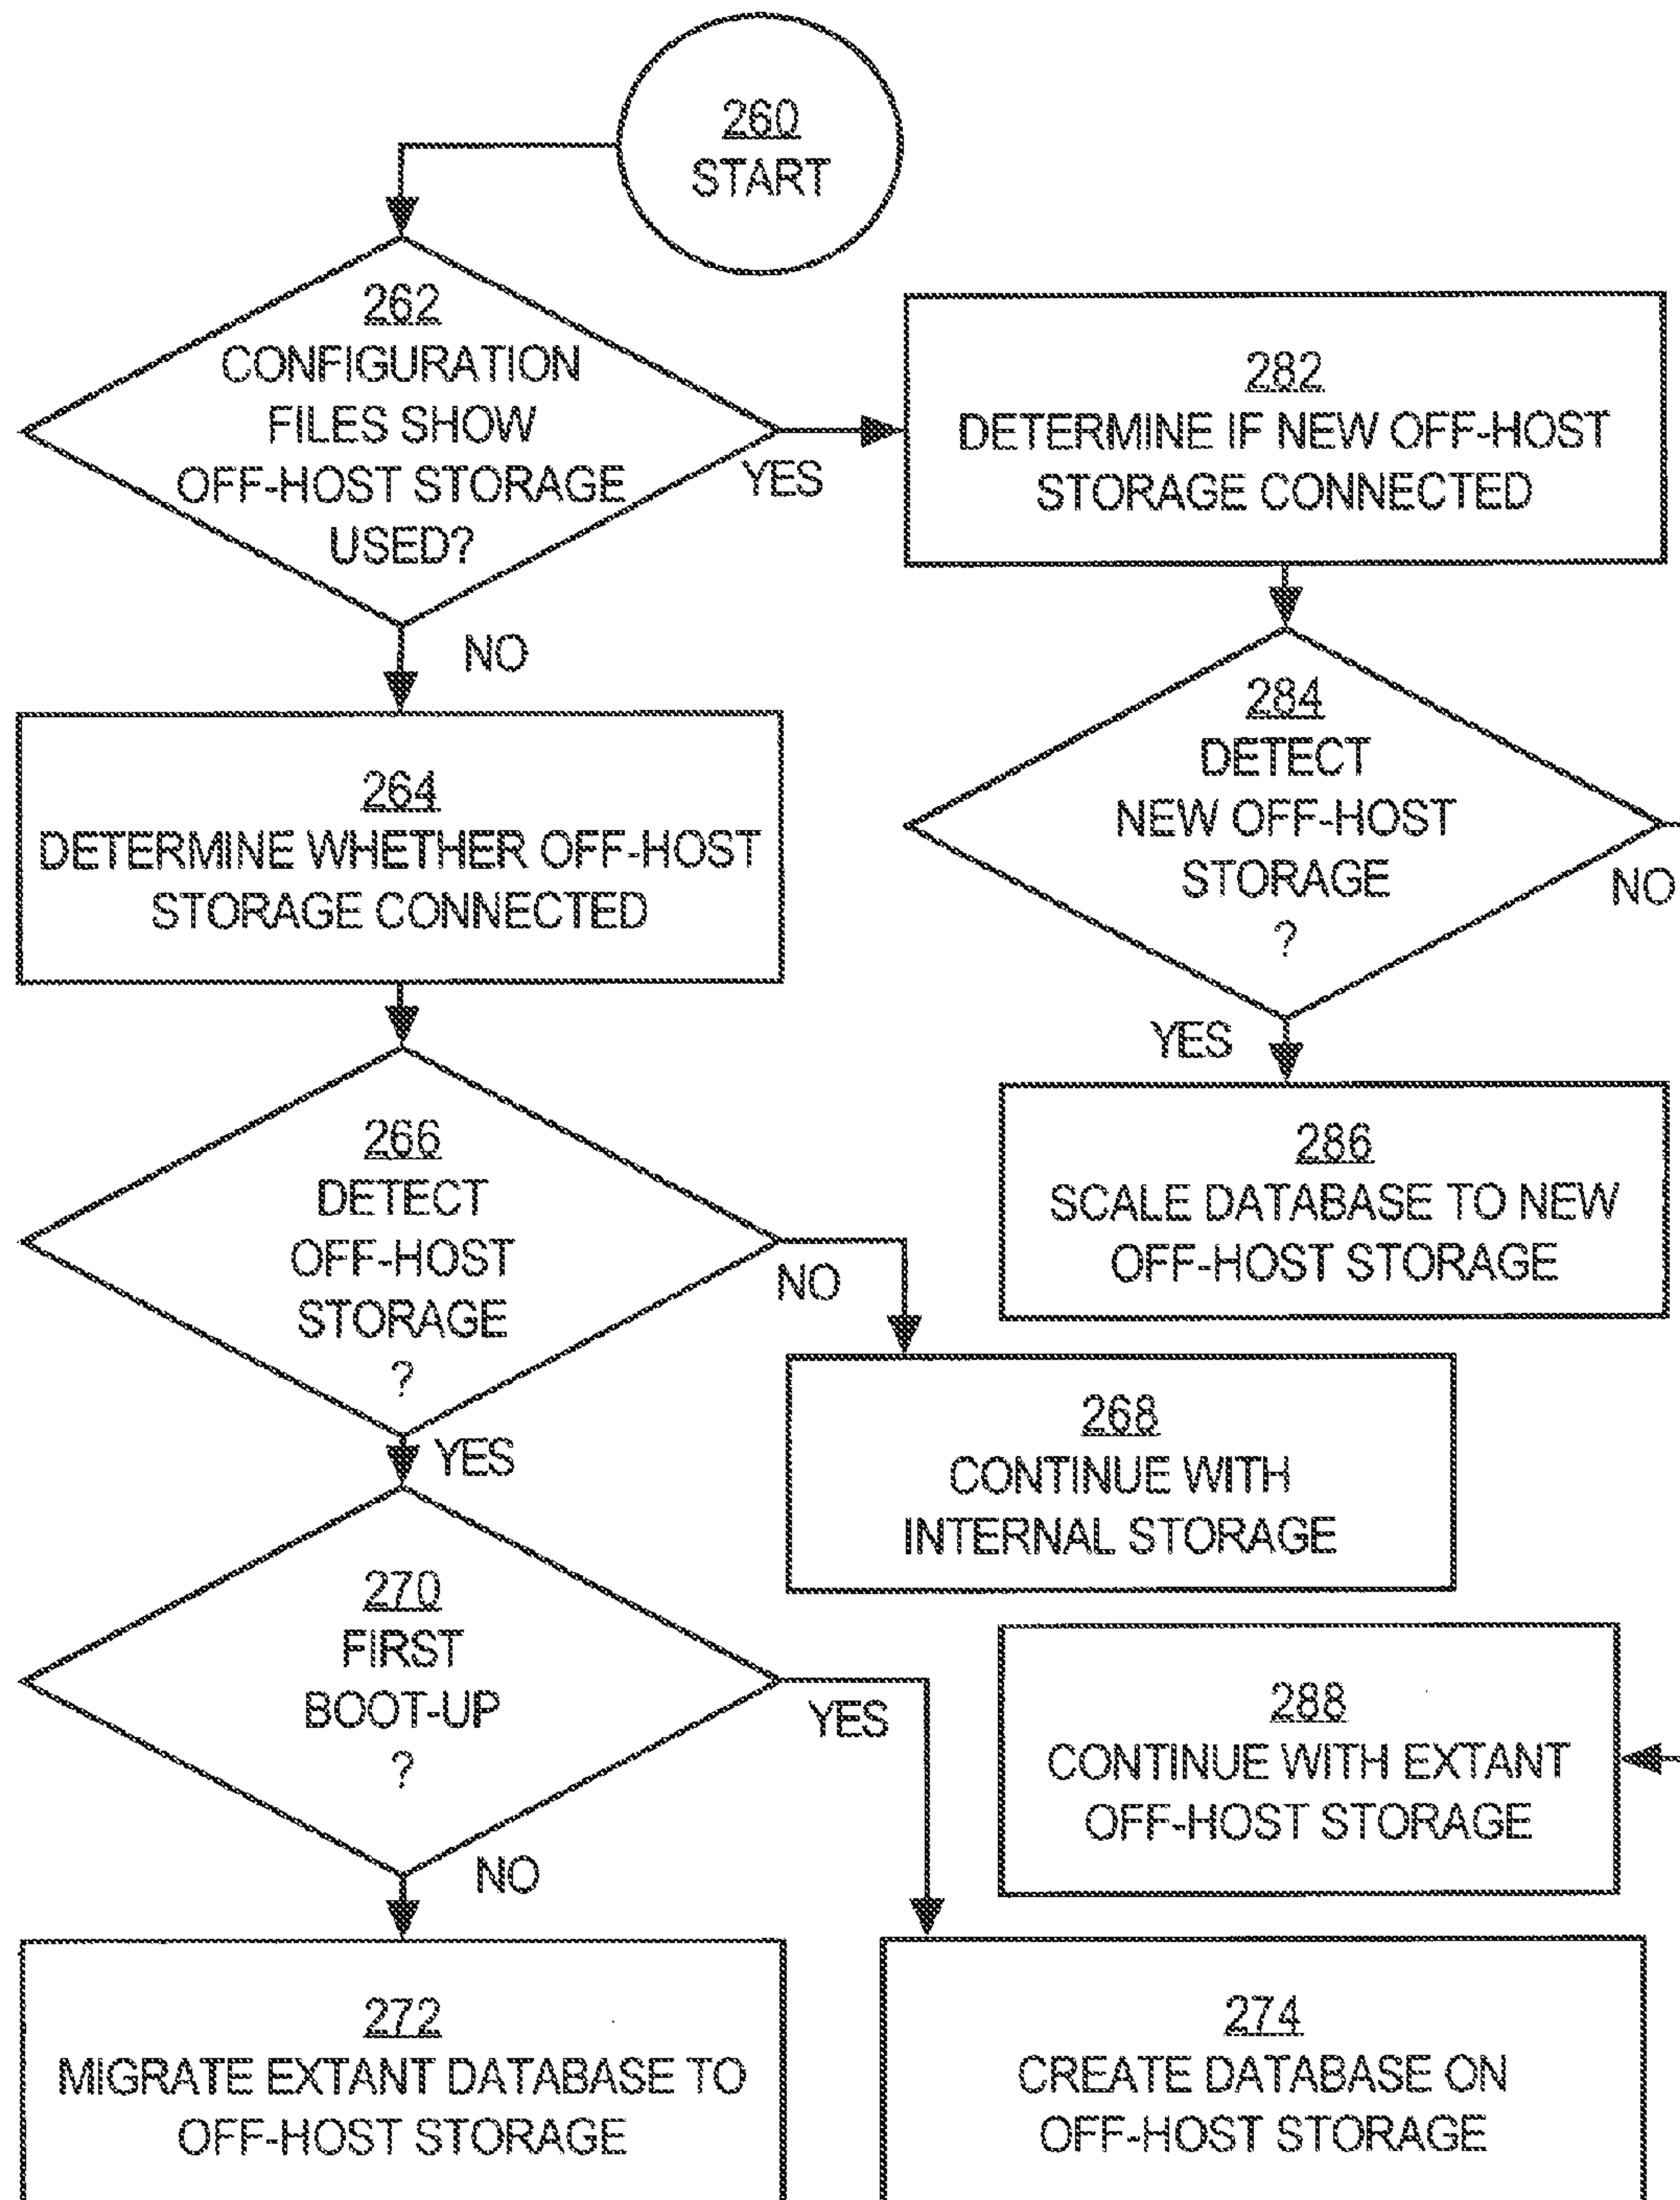 260
START
262
CONFIGURATION
FILES SHOW
OFF-HOST STORAGE
USED?
YES
NO
282
DETERMINE IF NEW OFF-HOST
STORAGE CONNECTED
264
DETERMINE WHETHER OFF-HOST
STORAGE CONNECTED
284
DETECT
NEW OFF-HOST
STORAGE
?
NO
YES
286
SCALE DATABASE TO NEW
OFF-HOST STORAGE
266
DETECT
OFF-HOST
STORAGE
?
NO
YES
268
CONTINUE WITH
INTERNAL STORAGE
270
FIRST
BOOT-UP
?
YES
NO
288
CONTINUE WITH EXTANT
OFF-HOST STORAGE
272
MIGRATE EXTANT DATABASE TO
OFF-HOST STORAGE
274
CREATE DATABASE ON
OFF-HOST STORAGE